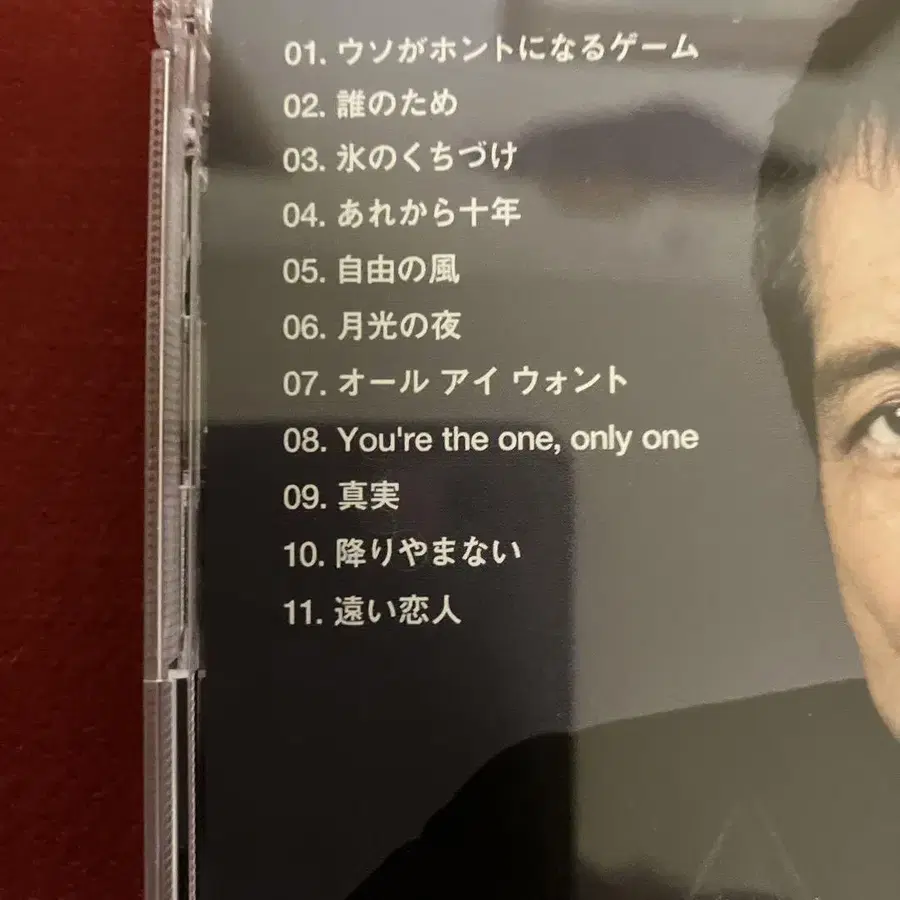 01. ウソがホントになるゲーム
02. 誰のため
03. 氷のくちづけ
04. あれから十年
05. 自由の風
06. 月光の夜
07. オール アイ ウォント
08. You're the one, only one
09. 真実
10. 降りやまない
11. 遠い恋人